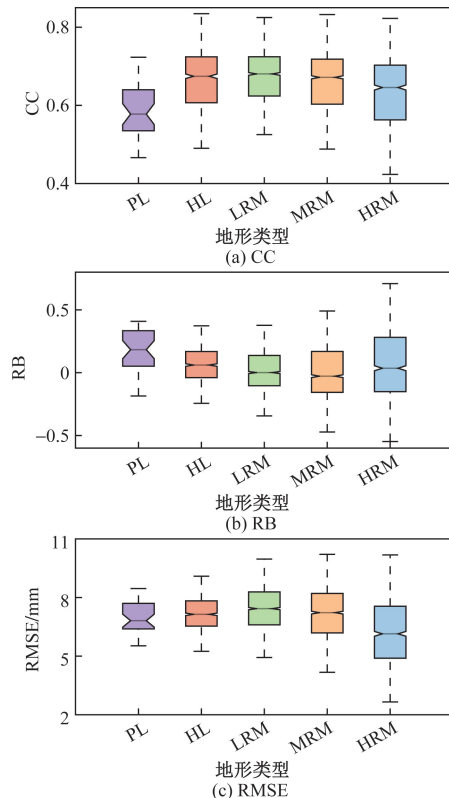 0.8
0.6
0.4
CC
PL HL LRM MRM HRM
地形类型
(a) CC
0.5
0
−0.5
RB
PL HL LRM MRM HRM
地形类型
(b) RB
11
8
5
2
RMSE/mm
PL HL LRM MRM HRM
地形类型
(c) RMSE